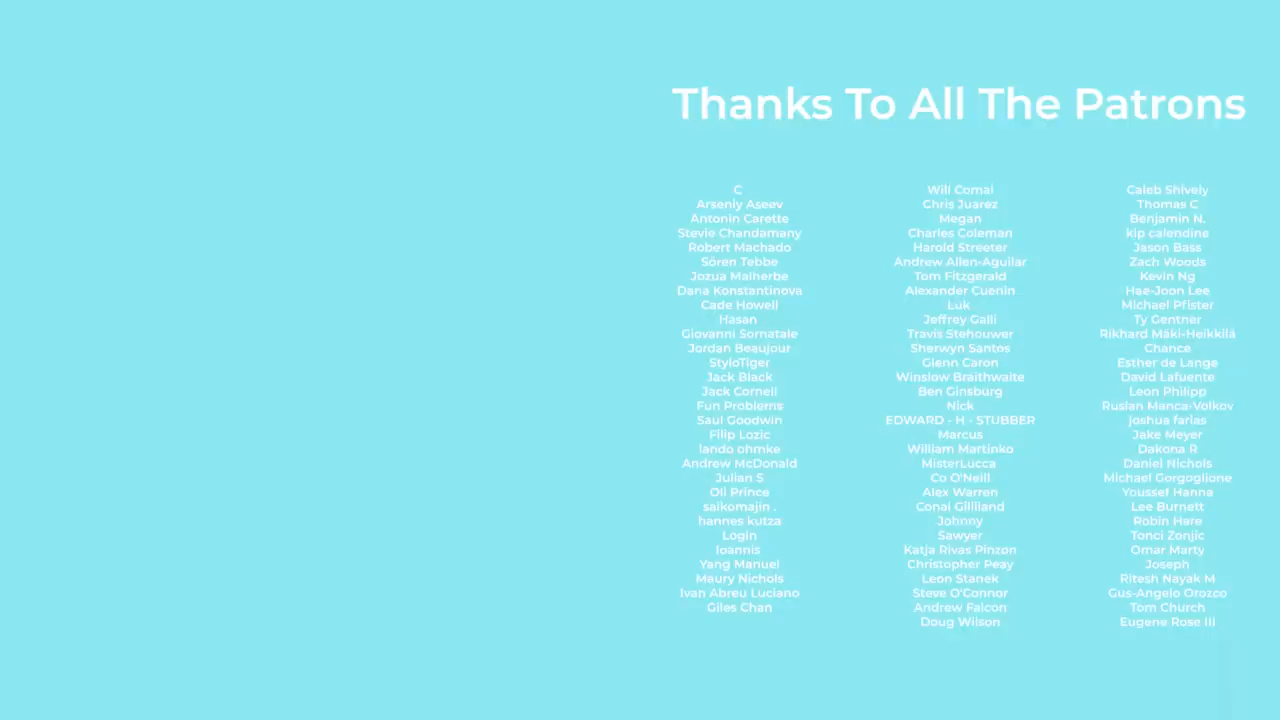 Thanks To All The Patrons
C
Arseniy Aseev
Antonin Carette
Stevie Chandamany
Robert Machado
Sören Tebbe
Jozua Malherbe
Dana Konstantinova
Cade Howell
Hasan
Giovanni Sornatale
Jordan Beaujour
StyloTiger
Jack Black
Jack Cornell
Fun Problems
Saul Goodwin
Filip Lozic
lando ohmke
Andrew McDonald
Julian S
Oli Prince
saikomajin .
hannes kutza
Login
Ioannis
Yang Manuel
Maury Nichols
Ivan Abreu Luciano
Giles Chan
Will Comal
Chris Juarez
Megan
Charles Coleman
Harold Streeter
Andrew Allen-Aguilar
Tom Fitzgerald
Alexander Cuenin
Luk
Jeffrey Galli
Travis Stehouwer
Sherwyn Santos
Glenn Caron
Winslow Braithwaite
Ben Ginsburg
Nick
EDWARD - H - STUBBER
Marcus
William Martinko
MisterLucca
Co O'Neill
Alex Warren
Conal Gilliland
Johnny
Sawyer
Katja Rivas Pinzon
Christopher Peay
Leon Stanek
Steve O'Connor
Andrew Falcon
Doug Wilson
Caleb Shively
Thomas C
Benjamin N.
kip calendine
Jason Bass
Zach Woods
Kevin Ng
Hae-Joon Lee
Michael Pfister
Ty Gentner
Rikhard Mäki-Heikkilä
Chance
Esther de Lange
David Lafuente
Leon Philipp
Ruslan Manca-Volkov
joshua farias
Jake Meyer
Dakona R
Daniel Nichols
Michael Gorgoglione
Youssef Hanna
Lee Burnett
Robin Hare
Tonci Zonjic
Omar Marty
Joseph
Ritesh Nayak M
Gus-Angelo Orozco
Tom Church
Eugene Rose III